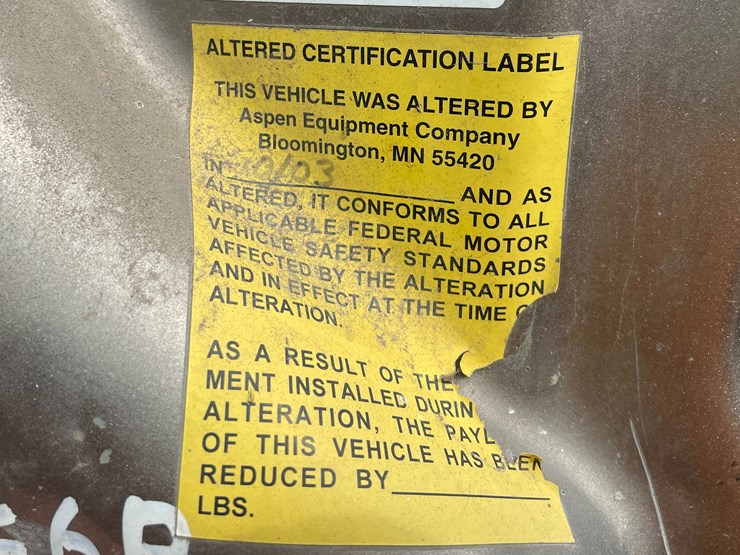 ALTERED CERTIFICATION LABEL
THIS VEHICLE WAS ALTERED BY
Aspen Equipment Company
Bloomington, MN 55420
IN 10/03 AND AS
ALTERED, IT CONFORMS TO ALL
APPLICABLE FEDERAL MOTOR
VEHICLE SAFETY STANDARDS
AFFECTED BY THE ALTERATION
AND IN EFFECT AT THE TIME
ALTERATION.
AS A RESULT OF THE
MENT INSTALLED DURIN
ALTERATION, THE PAYL
OF THIS VEHICLE HAS BEEN
REDUCED BY
LBS.